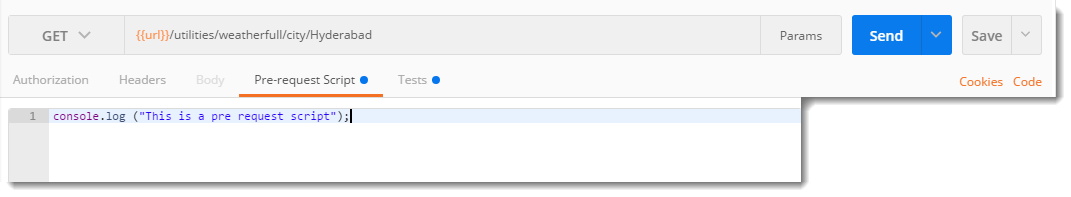 GET {{url}}/utilities/weatherfull/city/Hyderabad Params Send Save
Authorization Headers Body Pre-request Script Tests Cookies Code
1 console.log ("This is a pre request script");